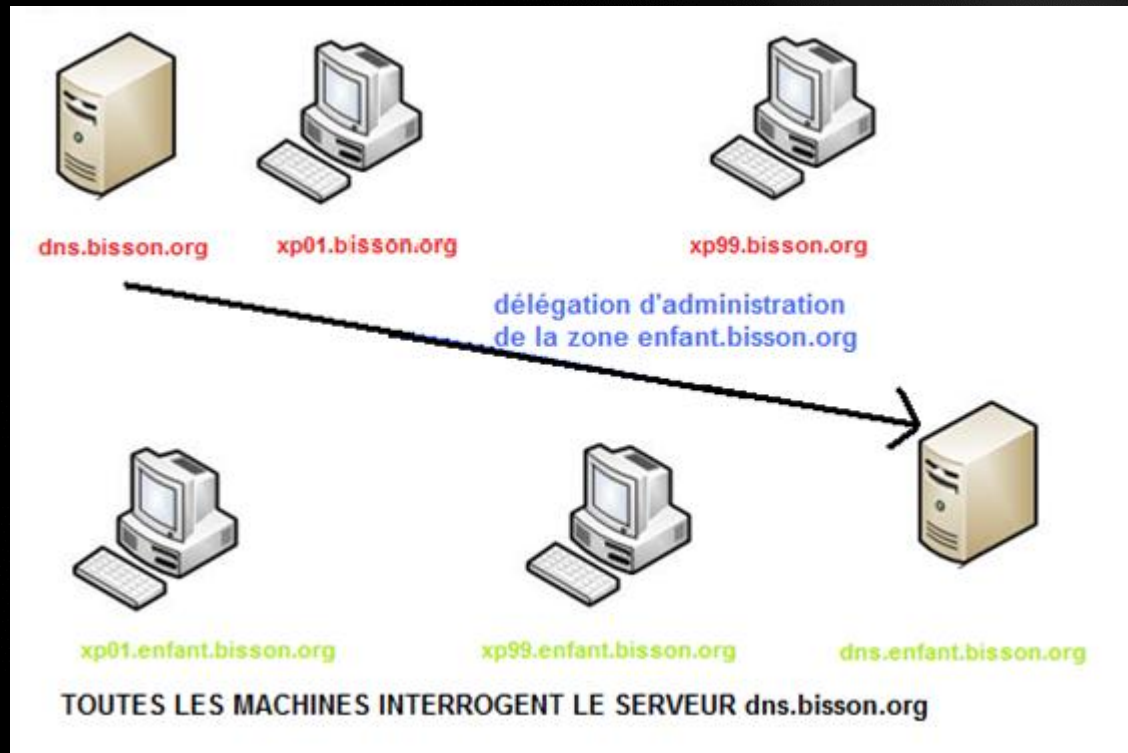 dns.bisson.org
xp01.bisson.org
xp99.bisson.org
délégation d'administration
de la zone enfant.bisson.org
xp01.enfant.bisson.org
xp99.enfant.bisson.org
dns.enfant.bisson.org
TOUTES LES MACHINES INTERROGENT LE SERVEUR dns.bisson.org